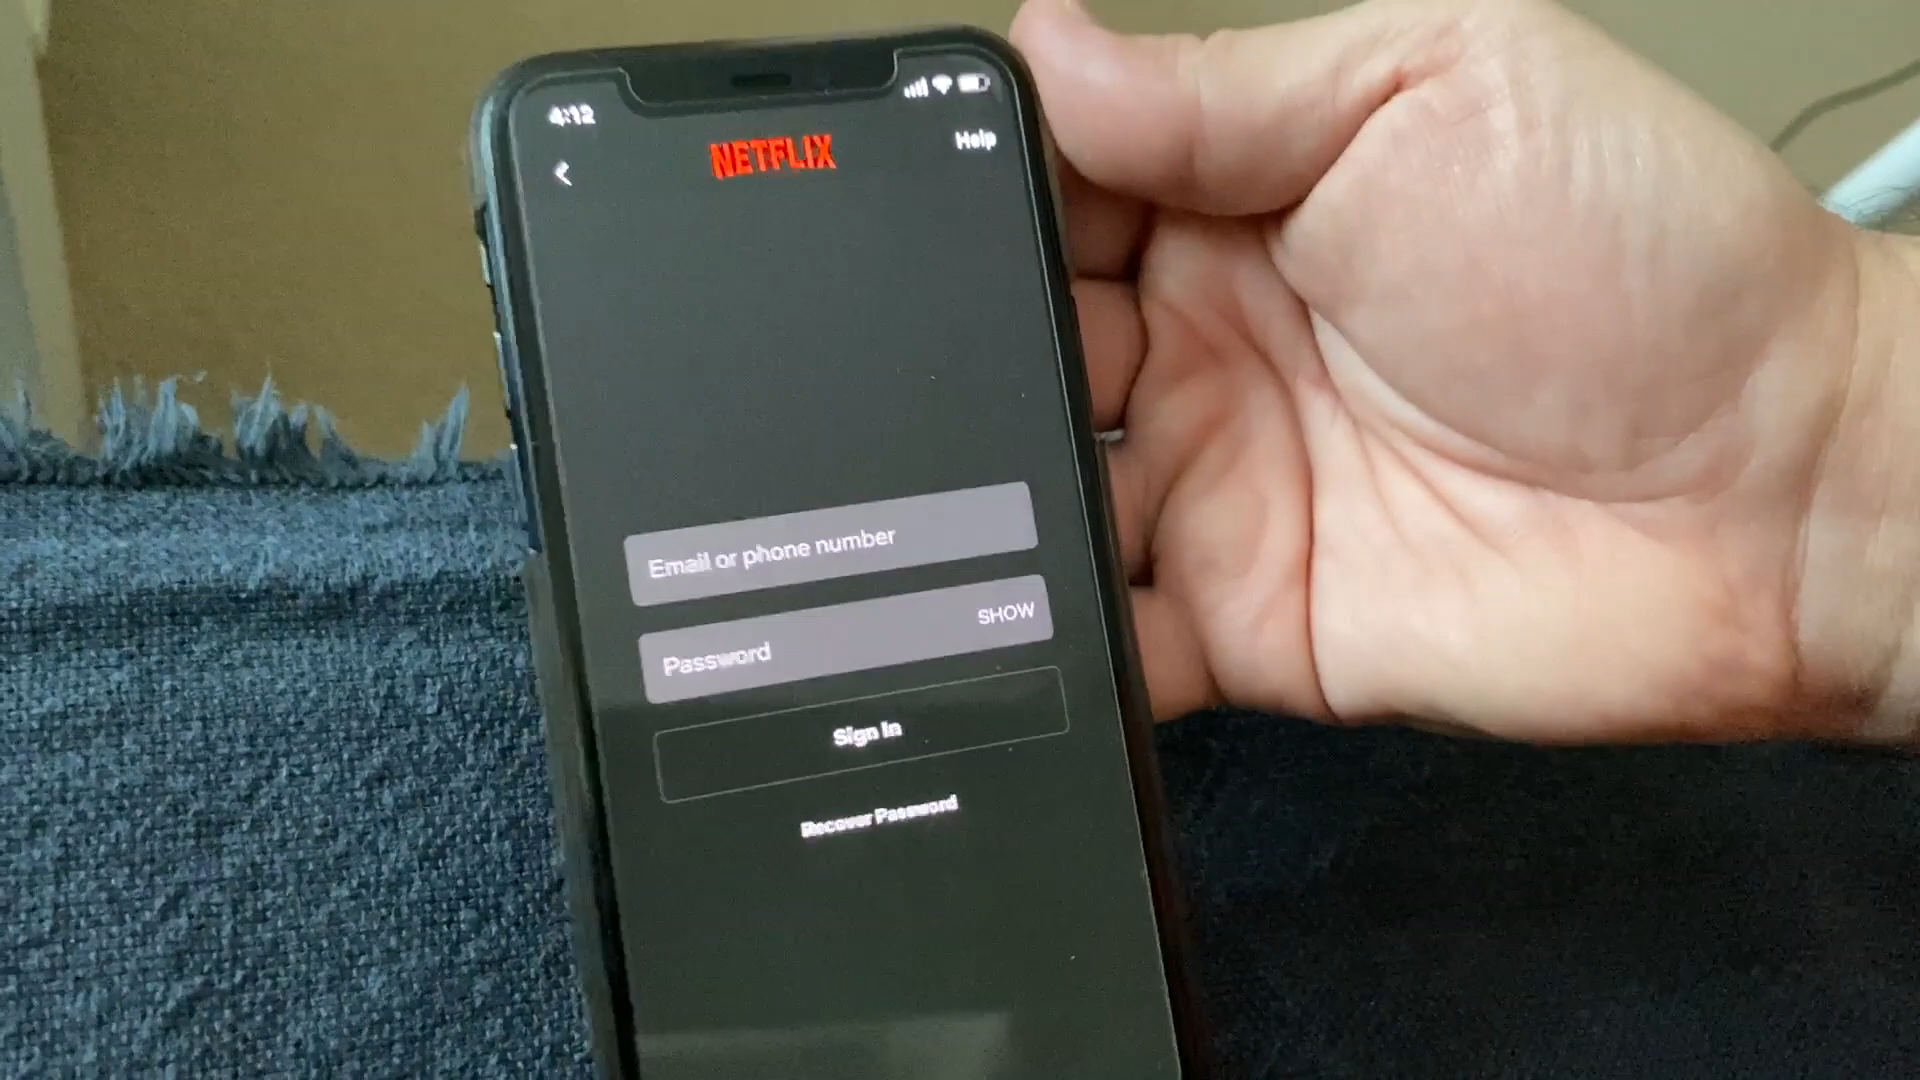 4:12
NETFLIX
Help
Email or phone number
Password
SHOW
Sign In
Recover Password